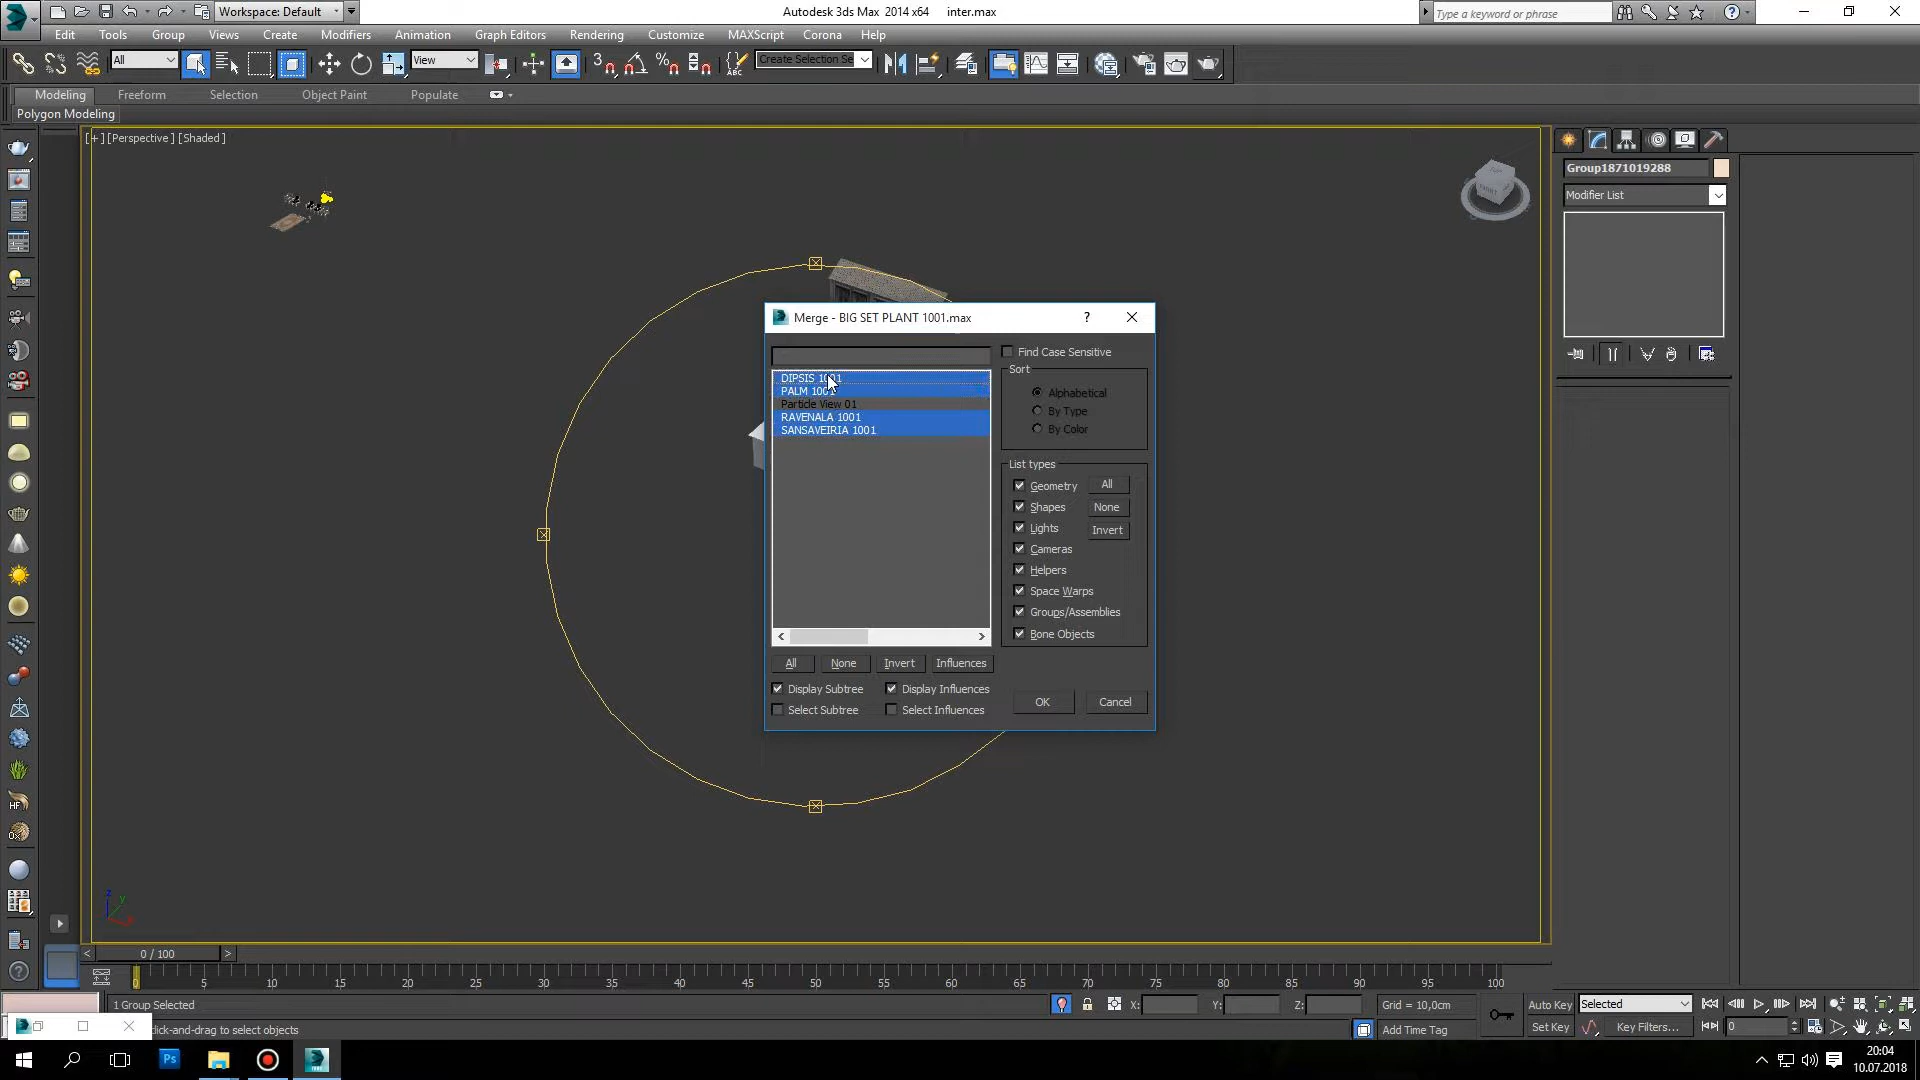 Workspace: Default
Autodesk 3ds Max 2014 x64 inter.max
Type a keyword or phrase
Edit Tools Group Views Create Modifiers Animation Graph Editors Rendering Customize MAXScript Corona Help
All
View
Create Selection Se
Modeling Freeform Selection Object Paint Populate
Polygon Modeling
[+] [Perspective] [Shaded]
Group1871019288
Modifier List
Merge - BIG SET PLANT 1001.max
Find Case Sensitive
DIPSIS 1001
PALM 1001
Particle View 01
RAVENALA 1001
SANSAVEIRIA 1001
Sort
Alphabetical
By Type
By Color
List types
Geometry All
Shapes None
Lights Invert
Cameras
Helpers
Space Warps
Groups/Assemblies
Bone Objects
All None Invert Influences
Display Subtree Display Influences
Select Subtree Select Influences
OK Cancel
0 / 100
0 5 10 15 20 25 30 35 40 45 50 55 60 65 70 75 80 85 90 95 100
1 Group Selected
X: Y: Z: Grid = 10,0cm
Auto Key Selected
click-and-drag to select objects
Add Time Tag
Set Key Key Filters... 0
20:04
10.07.2018